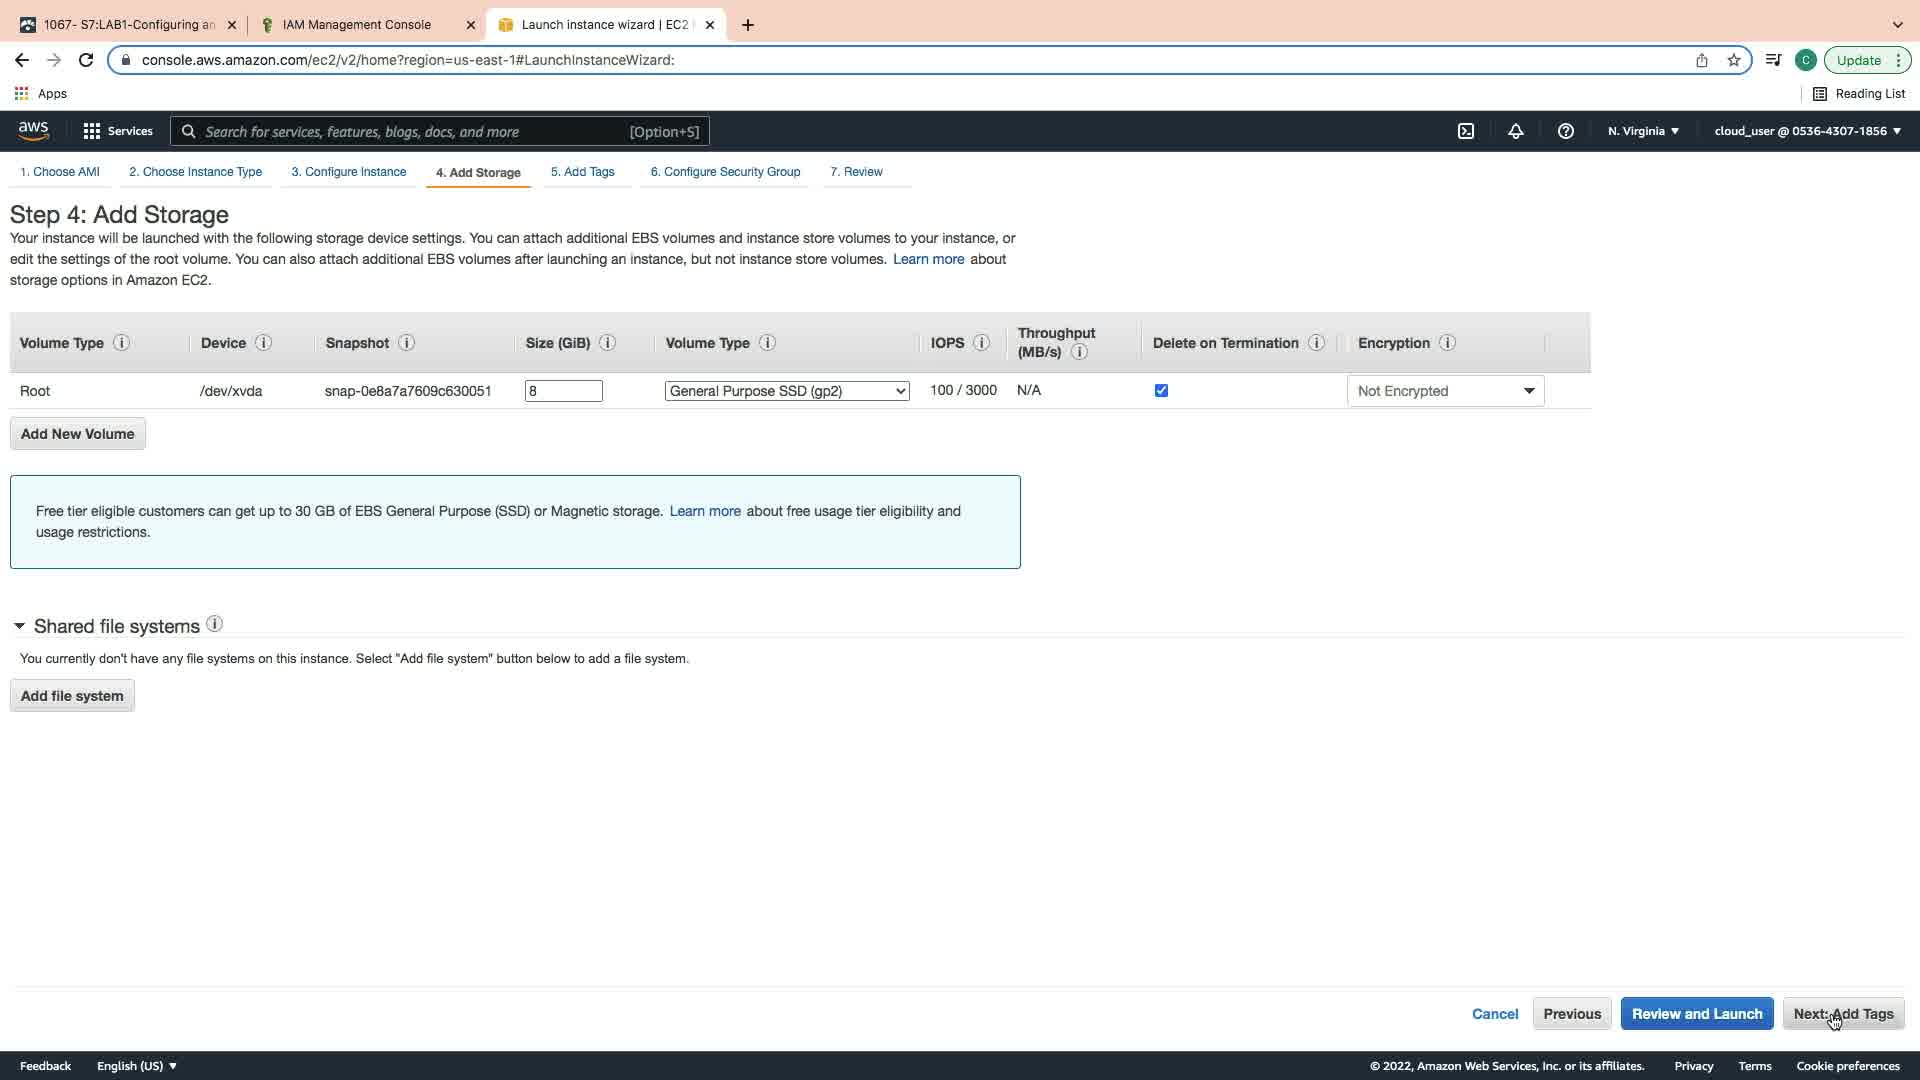 1067- S7:LAB1-Configuring an
IAM Management Console
Launch instance wizard | EC2
console.aws.amazon.com/ec2/v2/home?region=us-east-1#LaunchInstanceWizard:
C
Update
Apps
Reading List
aws
Services
Search for services, features, blogs, docs, and more
[Option+S]
N. Virginia
cloud_user @ 0536-4307-1856
1. Choose AMI
2. Choose Instance Type
3. Configure Instance
4. Add Storage
5. Add Tags
6. Configure Security Group
7. Review
Step 4: Add Storage
Your instance will be launched with the following storage device settings. You can attach additional EBS volumes and instance store volumes to your instance, or
edit the settings of the root volume. You can also attach additional EBS volumes after launching an instance, but not instance store volumes. Learn more about
storage options in Amazon EC2.
Volume Type
Device
Snapshot
Size (GiB)
Volume Type
IOPS
Throughput
(MB/s)
Delete on Termination
Encryption
Root
/dev/xvda
snap-0e8a7a7609c630051
8
General Purpose SSD (gp2)
100 / 3000
N/A
Not Encrypted
Add New Volume
Free tier eligible customers can get up to 30 GB of EBS General Purpose (SSD) or Magnetic storage. Learn more about free usage tier eligibility and
usage restrictions.
Shared file systems
You currently don't have any file systems on this instance. Select "Add file system" button below to add a file system.
Add file system
Cancel
Previous
Review and Launch
Next: Add Tags
Feedback
English (US)
© 2022, Amazon Web Services, Inc. or its affiliates.
Privacy
Terms
Cookie preferences